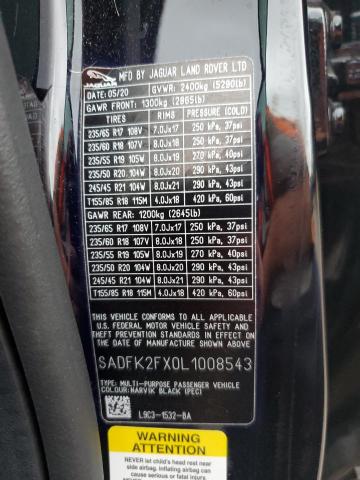 JAGUAR
MFD BY JAGUAR LAND ROVER LTD
DATE: 05/20 GVWR: 2400kg (5290lb)
GAWR FRONT: 1300kg (2865lb)
TIRES RIMS PRESSURE (COLD)
235/65 R17 108V 7.0Jx17 250 kPa, 37psi
235/60 R18 107V 8.0Jx18 250 kPa, 37psi
235/55 R19 105W 8.0Jx19 270 kPa, 40psi
235/50 R20 104W 8.0Jx20 290 kPa, 43psi
245/45 R21 104W 8.0Jx21 290 kPa, 43psi
T155/85 R18 115M 4.0Jx18 420 kPa, 60psi
GAWR REAR: 1200kg (2645lb)
235/65 R17 108V 7.0Jx17 250 kPa, 37psi
235/60 R18 107V 8.0Jx18 250 kPa, 37psi
235/55 R19 105W 8.0Jx19 270 kPa, 40psi
235/50 R20 104W 8.0Jx20 290 kPa, 43psi
245/45 R21 104W 8.0Jx21 290 kPa, 43psi
T155/85 R18 115M 4.0Jx18 420 kPa, 60psi
THIS VEHICLE CONFORMS TO ALL APPLICABLE
U.S. FEDERAL MOTOR VEHICLE SAFETY, BUMPER AND
THEFT PREVENTION STANDARDS IN EFFECT ON THE
DATE OF MANUFACTURE SHOWN ABOVE
SADFK2FX0L1008543
TYPE: MULTI-PURPOSE PASSENGER VEHICLE
COLOUR: NARVIK BLACK (PEC)
L9C3-1532-BA
WARNING